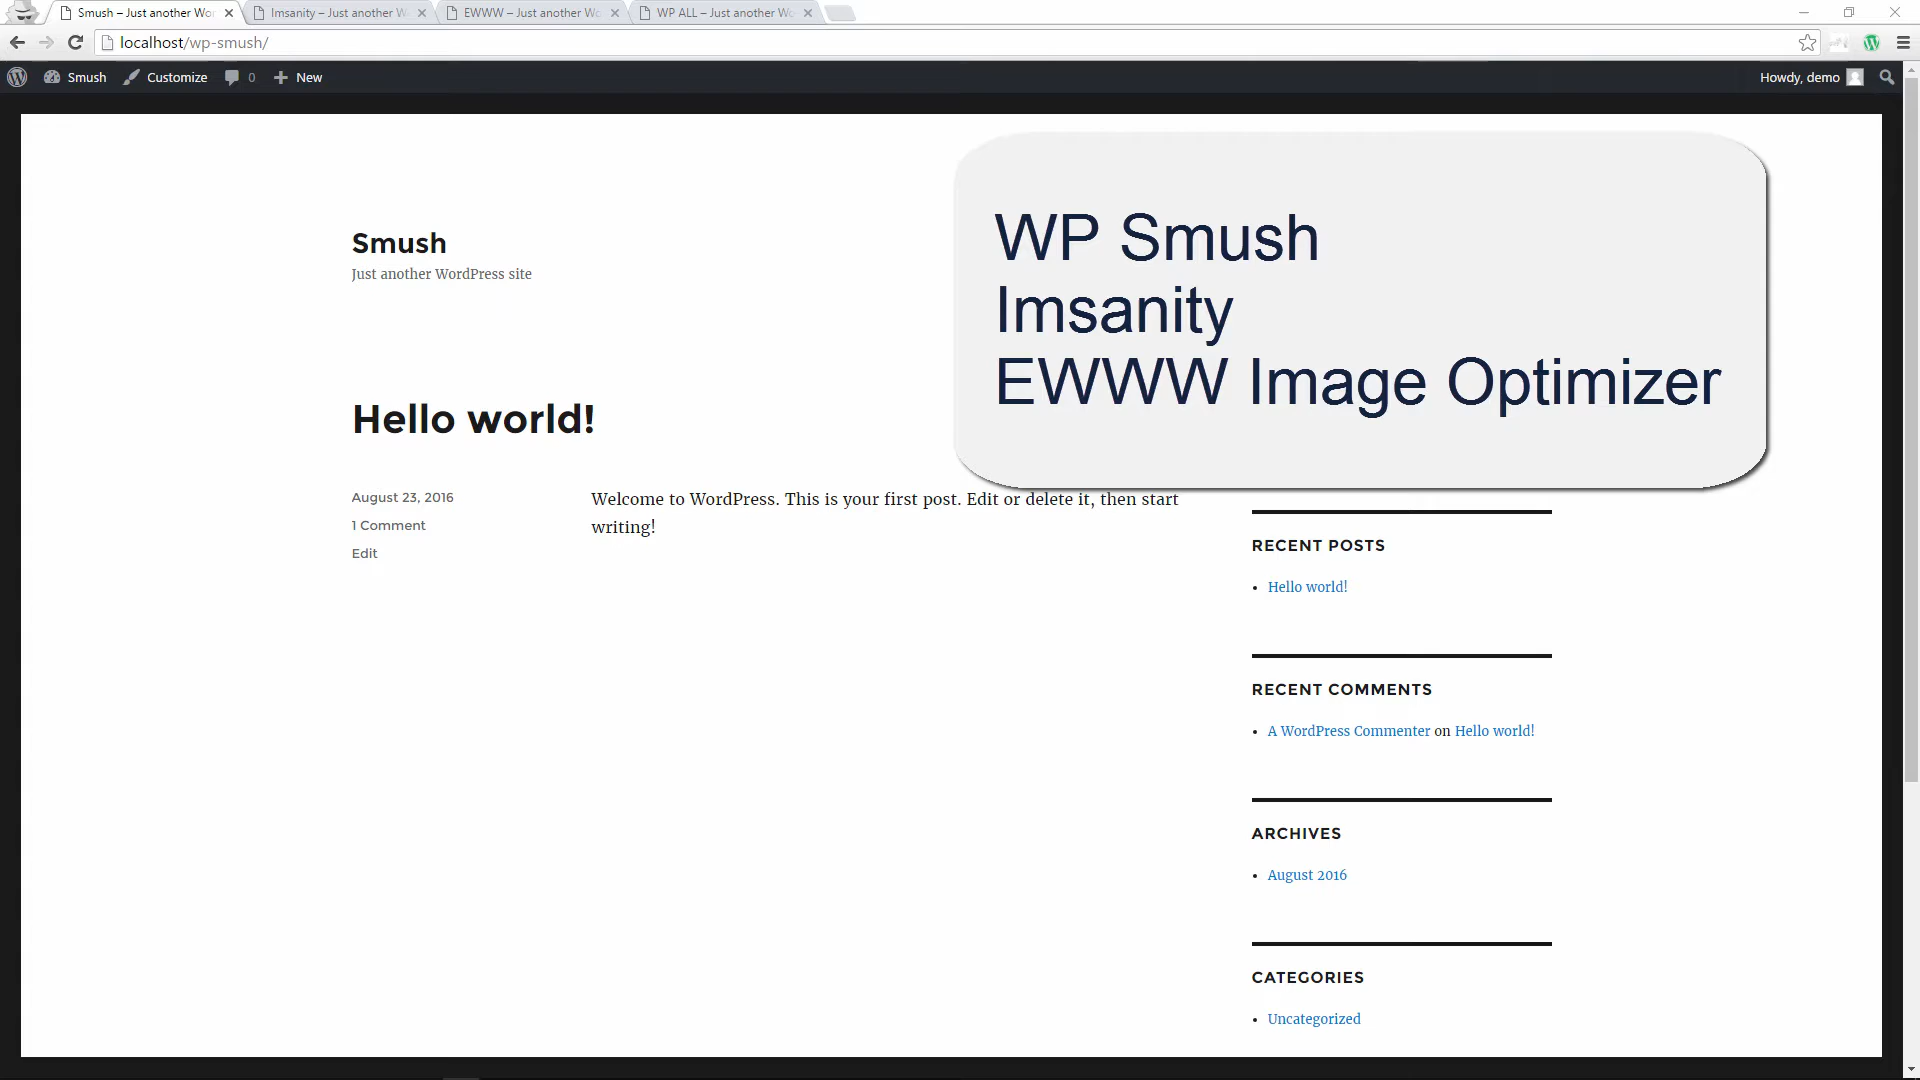 Smush – Just another Wo
Imsanity – Just another W
EWWW – Just another Wo
WP ALL – Just another Wo
localhost/wp-smush/
Smush
Customize
0
New
Howdy, demo
WP Smush
Imsanity
EWWW Image Optimizer
Smush
Just another WordPress site
Hello world!
August 23, 2016
1 Comment
Edit
Welcome to WordPress. This is your first post. Edit or delete it, then start
writing!
RECENT POSTS
Hello world!
RECENT COMMENTS
A WordPress Commenter on Hello world!
ARCHIVES
August 2016
CATEGORIES
Uncategorized